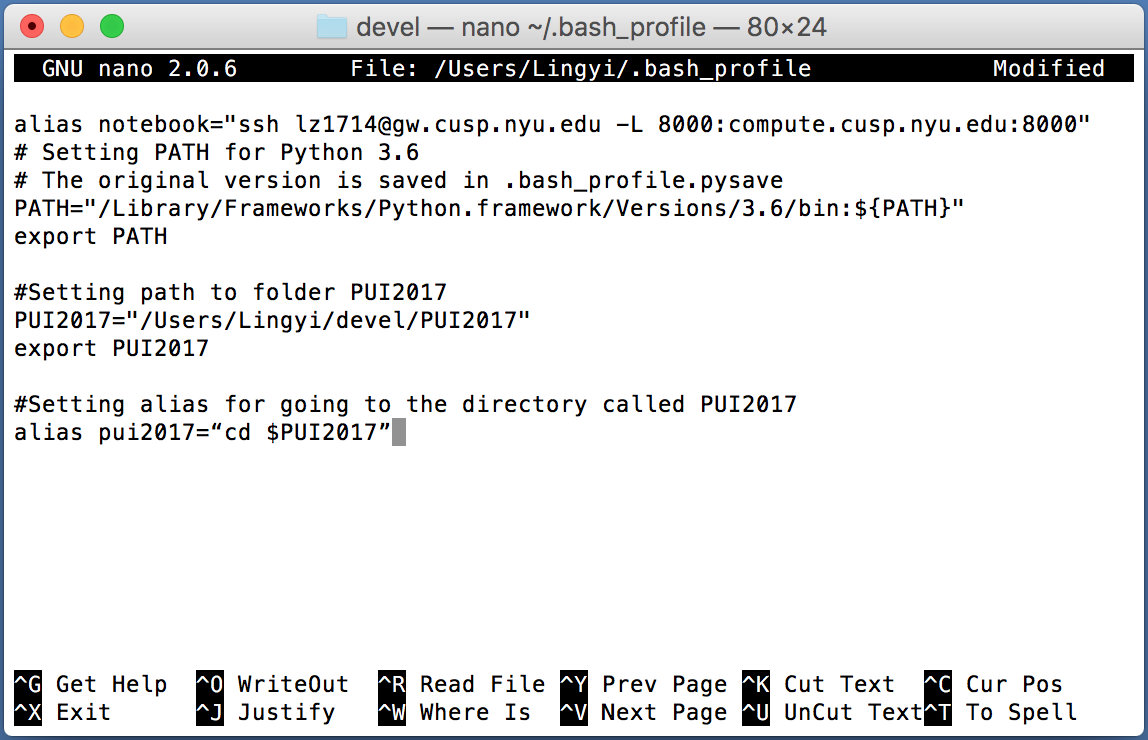 devel — nano ~/.bash_profile — 80×24
GNU nano 2.0.6 File: /Users/Lingyi/.bash_profile Modified
alias notebook="ssh lz1714@gw.cusp.nyu.edu -L 8000:compute.cusp.nyu.edu:8000"
# Setting PATH for Python 3.6
# The original version is saved in .bash_profile.pysave
PATH="/Library/Frameworks/Python.framework/Versions/3.6/bin:${PATH}"
export PATH
#Setting path to folder PUI2017
PUI2017="/Users/Lingyi/devel/PUI2017"
export PUI2017
#Setting alias for going to the directory called PUI2017
alias pui2017=“cd $PUI2017”
^G Get Help ^O WriteOut ^R Read File ^Y Prev Page ^K Cut Text ^C Cur Pos
^X Exit ^J Justify ^W Where Is ^V Next Page ^U UnCut Text ^T To Spell